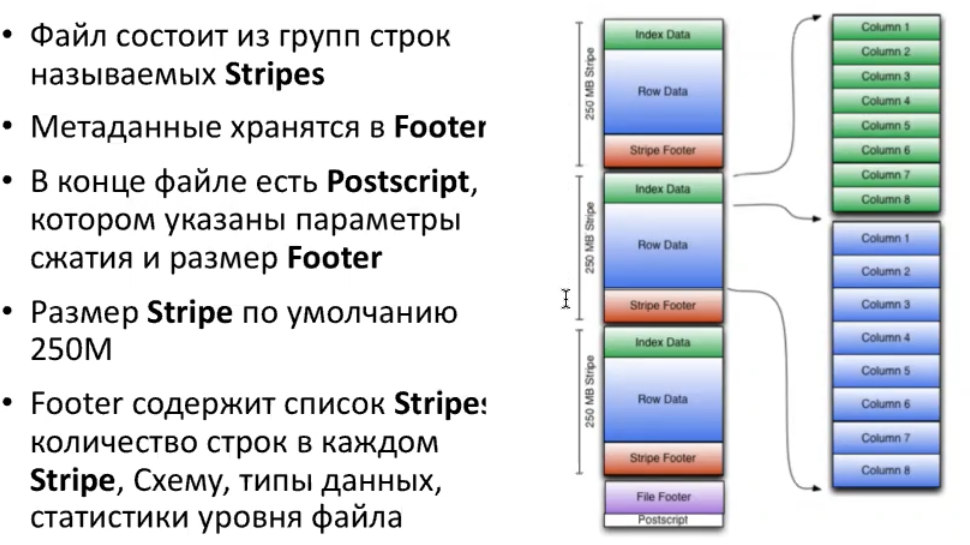 • Файл состоит из групп строк
называемых Stripes
• Метаданные хранятся в Footer
• В конце файле есть Postscript,
котором указаны параметры
сжатия и размер Footer
• Размер Stripe по умолчанию
250M
• Footer содержит список Stripes
количество строк в каждом
Stripe, Схему, типы данных,
статистики уровня файла
250 MB Stripe
Index Data
Row Data
Stripe Footer
250 MB Stripe
Index Data
Row Data
Stripe Footer
250 MB Stripe
Index Data
Row Data
Stripe Footer
File Footer
Postscript
Column 1
Column 2
Column 3
Column 4
Column 5
Column 6
Column 7
Column 8
Column 1
Column 2
Column 3
Column 4
Column 5
Column 6
Column 7
Column 8